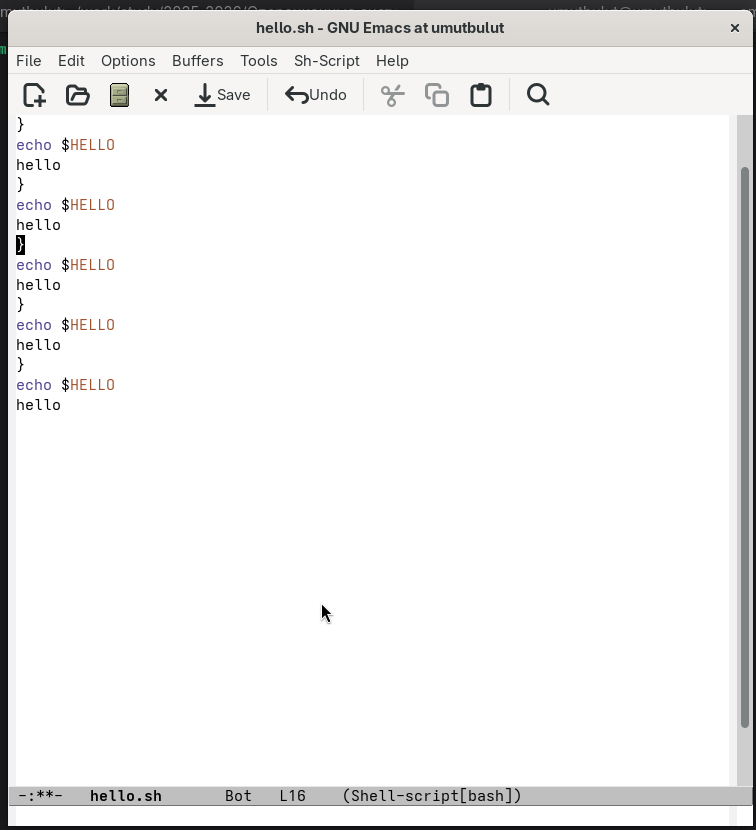 hello.sh - GNU Emacs at umutbulut
File Edit Options Buffers Tools Sh-Script Help
Save Undo
}
echo $HELLO
hello
}
echo $HELLO
hello
}
echo $HELLO
hello
}
echo $HELLO
hello
}
echo $HELLO
hello
-:**- hello.sh Bot L16 (Shell-script[bash])